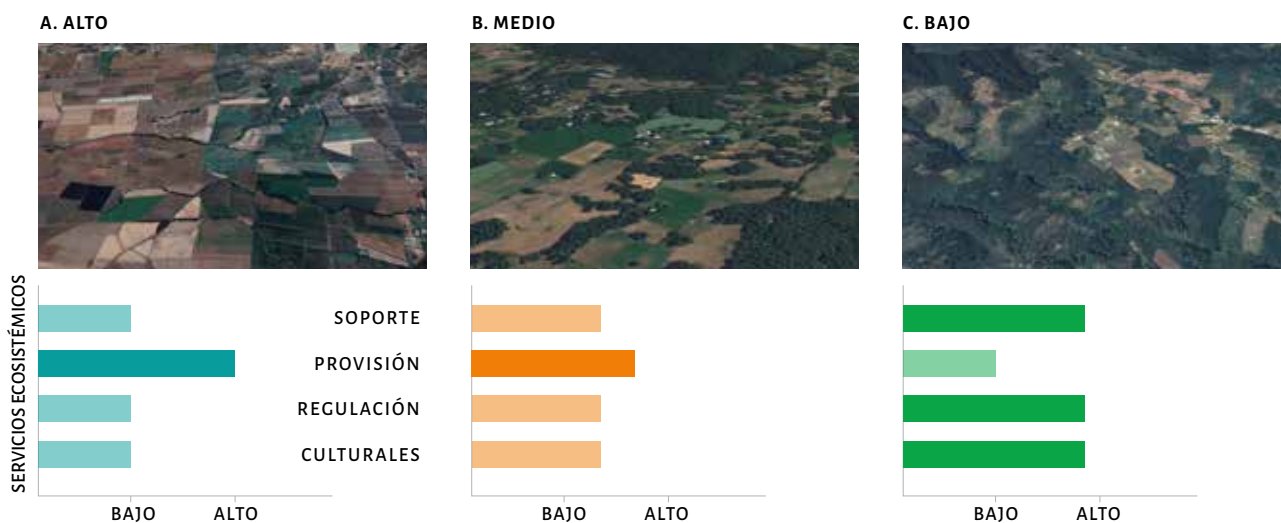 A. ALTO
B. MEDIO
C. BAJO
SERVICIOS ECOSISTÉMICOS
SOPORTE
PROVISIÓN
REGULACIÓN
CULTURALES
BAJO ALTO
BAJO ALTO
BAJO ALTO